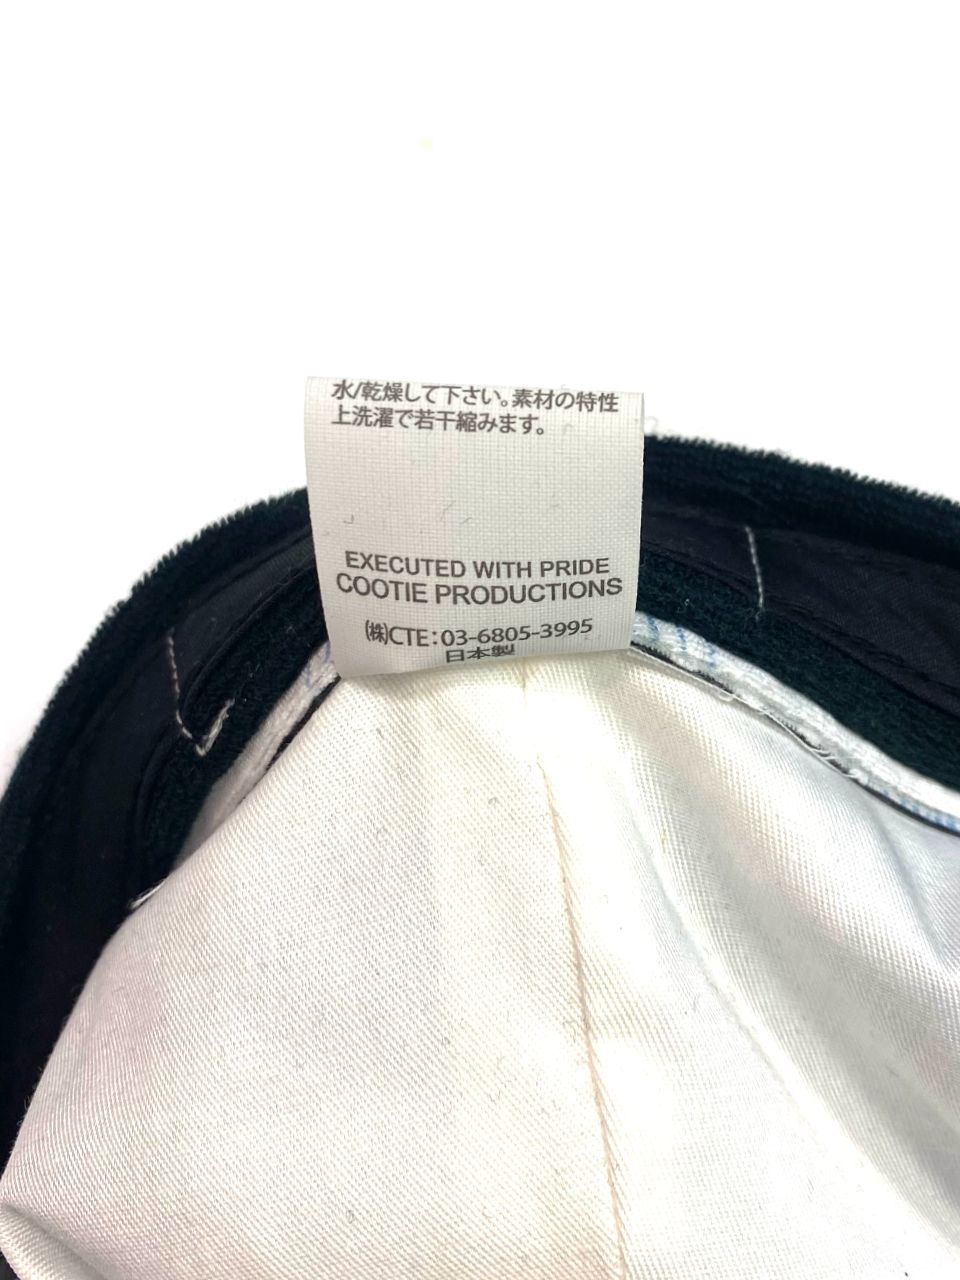 水/乾燥して下さい。素材の特性
上洗濯で若干縮みます。
EXECUTED WITH PRIDE
COOTIE PRODUCTIONS
㈱CTE:03-6805-3995
日本製